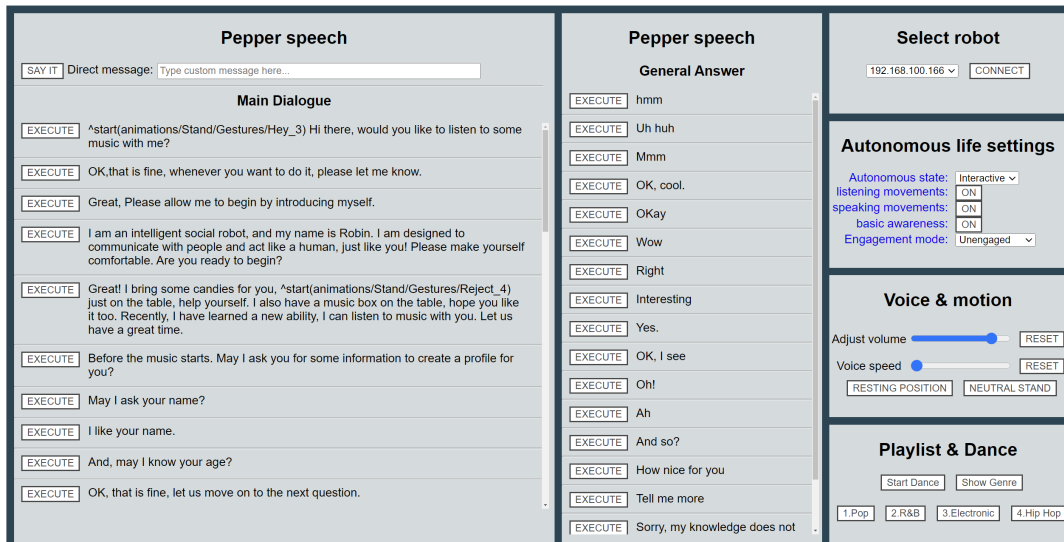 Pepper speech
SAY IT Direct message: Type custom message here...
Main Dialogue
EXECUTE ^start(animations/Stand/Gestures/Hey_3) Hi there, would you like to listen to some
music with me?
EXECUTE OK,that is fine, whenever you want to do it, please let me know.
EXECUTE Great, Please allow me to begin by introducing myself.
EXECUTE I am an intelligent social robot, and my name is Robin. I am designed to
communicate with people and act like a human, just like you! Please make yourself
comfortable. Are you ready to begin?
EXECUTE Great! I bring some candies for you, ^start(animations/Stand/Gestures/Reject_4)
just on the table, help yourself. I also have a music box on the table, hope you like
it too. Recently, I have learned a new ability, I can listen to music with you. Let us
have a great time.
EXECUTE Before the music starts. May I ask you for some information to create a profile for
you?
EXECUTE May I ask your name?
EXECUTE I like your name.
EXECUTE And, may I know your age?
EXECUTE OK, that is fine, let us move on to the next question.
Pepper speech
General Answer
EXECUTE hmm
EXECUTE Uh huh
EXECUTE Mmm
EXECUTE OK, cool.
EXECUTE OKay
EXECUTE Wow
EXECUTE Right
EXECUTE Interesting
EXECUTE Yes.
EXECUTE OK, I see
EXECUTE Oh!
EXECUTE Ah
EXECUTE And so?
EXECUTE How nice for you
EXECUTE Tell me more
EXECUTE Sorry, my knowledge does not
Select robot
192.168.100.166 CONNECT
Autonomous life settings
Autonomous state: Interactive
listening movements: ON
speaking movements: ON
basic awareness: ON
Engagement mode: Unengaged
Voice & motion
Adjust volume RESET
Voice speed RESET
RESTING POSITION NEUTRAL STAND
Playlist & Dance
Start Dance Show Genre
1.Pop 2.R&B 3.Electronic 4.Hip Hop